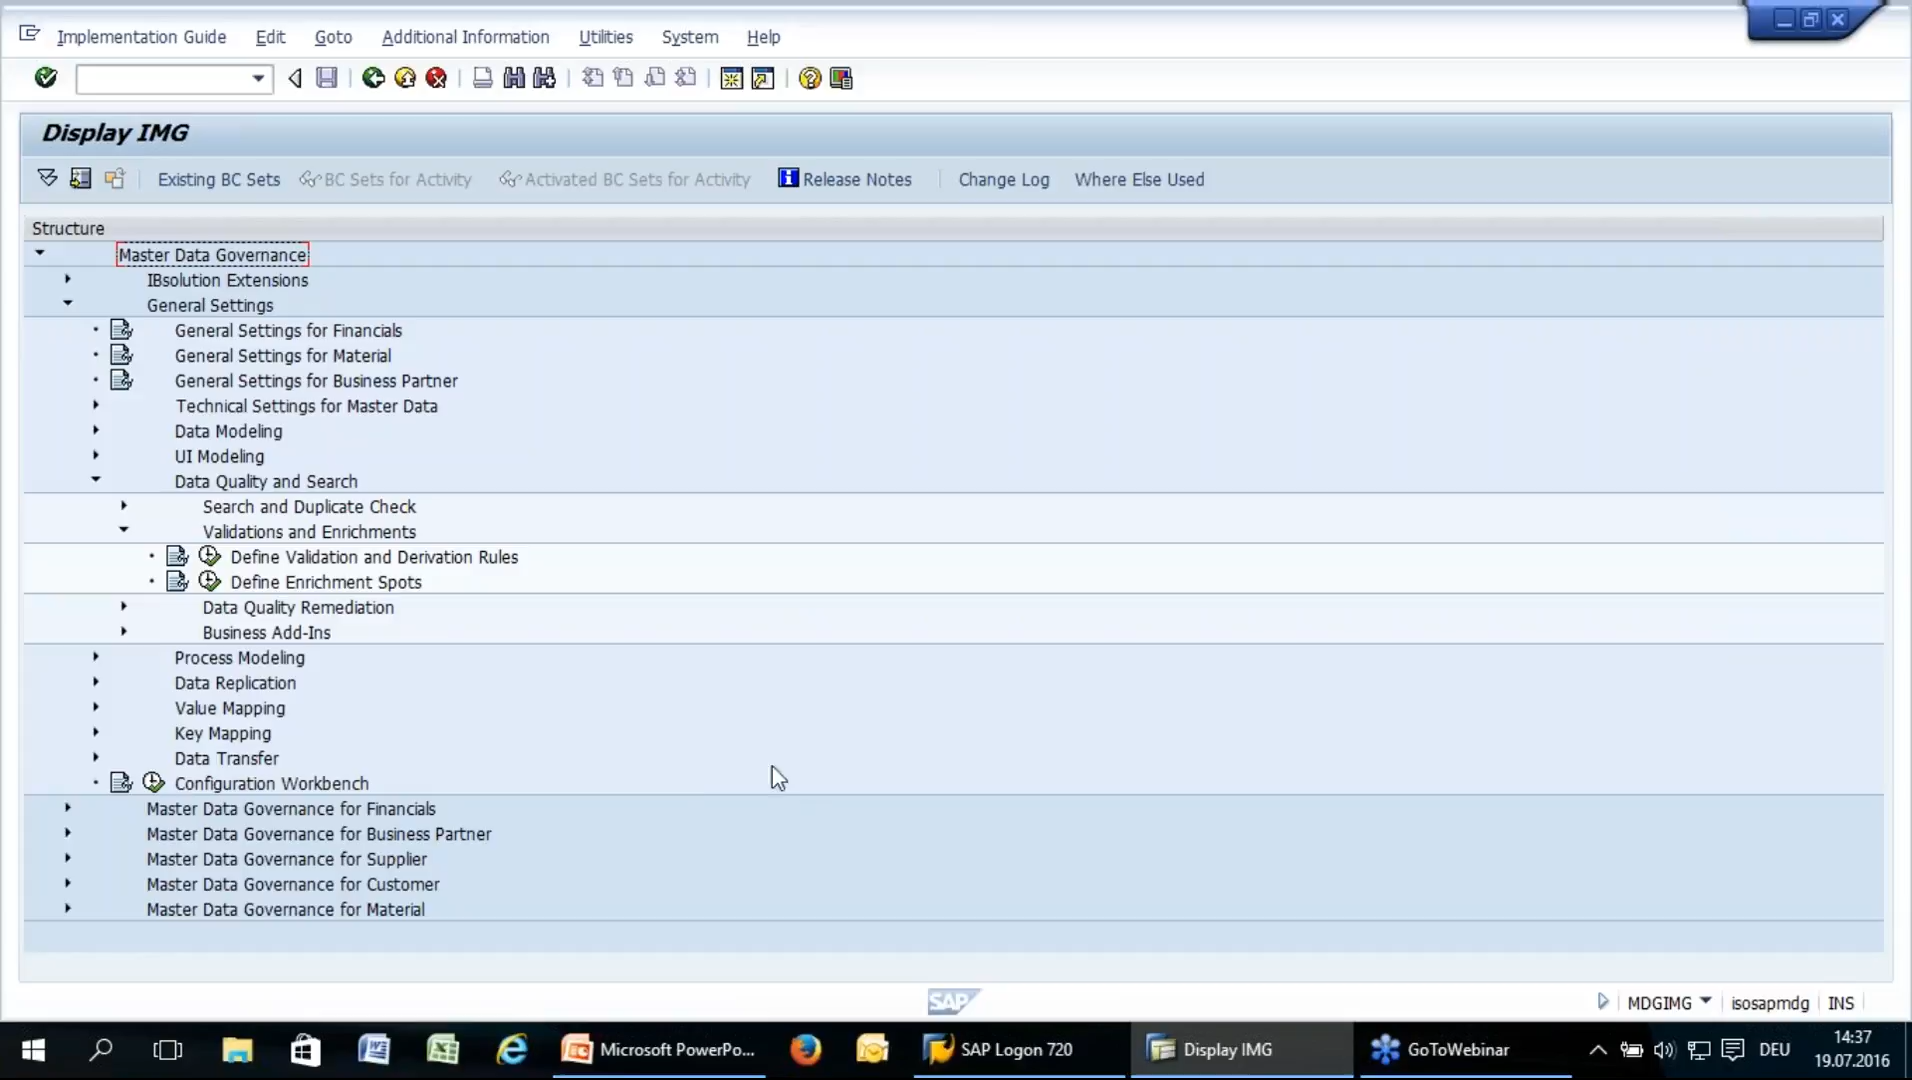 Implementation Guide Edit Goto Additional Information Utilities System Help
Display IMG
Existing BC Sets BC Sets for Activity Activated BC Sets for Activity Release Notes Change Log Where Else Used
Structure
Master Data Governance
IBsolution Extensions
General Settings
General Settings for Financials
General Settings for Material
General Settings for Business Partner
Technical Settings for Master Data
Data Modeling
UI Modeling
Data Quality and Search
Search and Duplicate Check
Validations and Enrichments
Define Validation and Derivation Rules
Define Enrichment Spots
Data Quality Remediation
Business Add-Ins
Process Modeling
Data Replication
Value Mapping
Key Mapping
Data Transfer
Configuration Workbench
Master Data Governance for Financials
Master Data Governance for Business Partner
Master Data Governance for Supplier
Master Data Governance for Customer
Master Data Governance for Material
SAP MDGIMG isosapmdg INS
Microsoft PowerPo... SAP Logon 720 Display IMG GoToWebinar DEU 14:37
19.07.2016